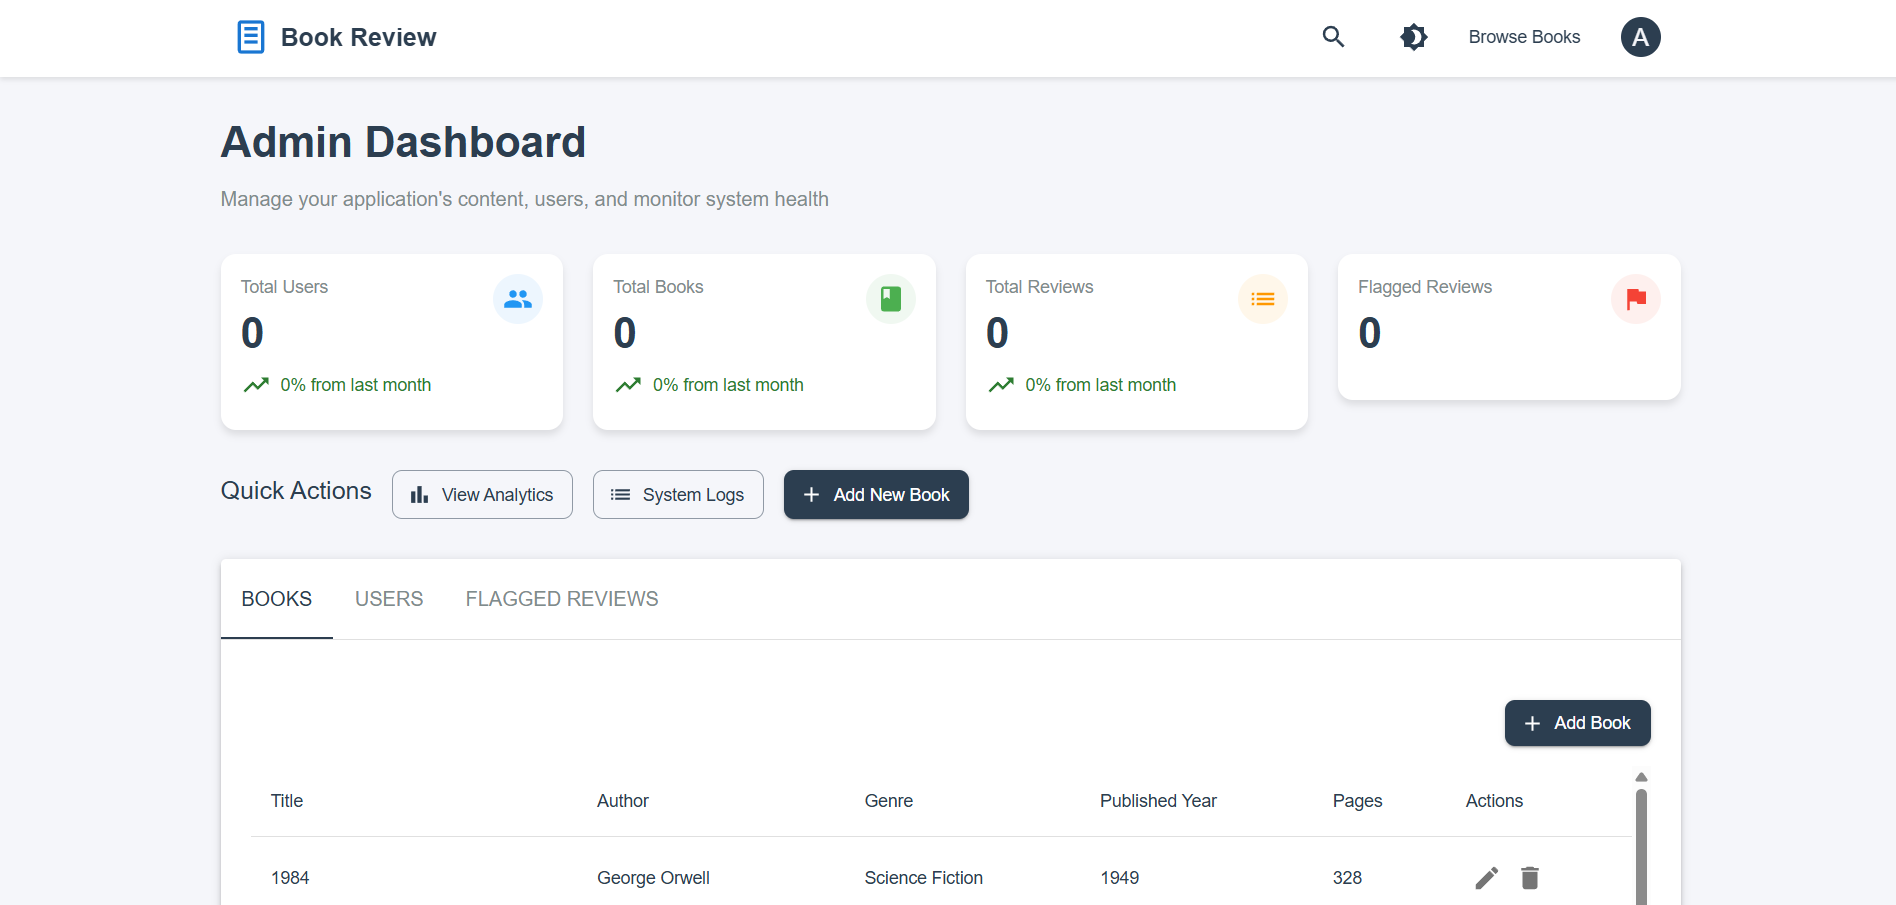 Book Review
Browse Books
A
Admin Dashboard
Manage your application's content, users, and monitor system health
Total Users
0
0% from last month
Total Books
0
0% from last month
Total Reviews
0
0% from last month
Flagged Reviews
0
Quick Actions
View Analytics
System Logs
Add New Book
BOOKS USERS FLAGGED REVIEWS
Add Book
Title Author Genre Published Year Pages Actions
1984 George Orwell Science Fiction 1949 328